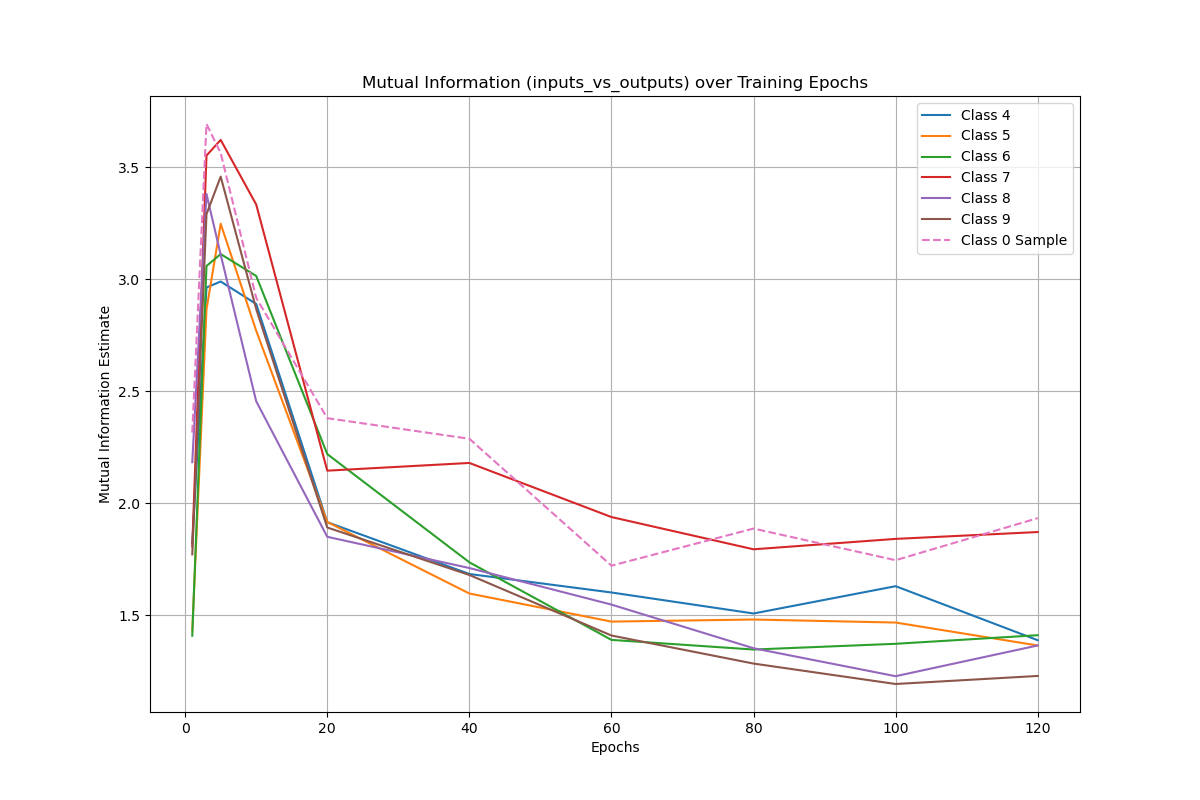 Mutual Information (inputs_vs_outputs) over Training Epochs
Class 4
Class 5
Class 6
Class 7
Class 8
Class 9
Class 0 Sample
Mutual Information Estimate
3.5
3.0
2.5
2.0
1.5
0 20 40 60 80 100 120
Epochs